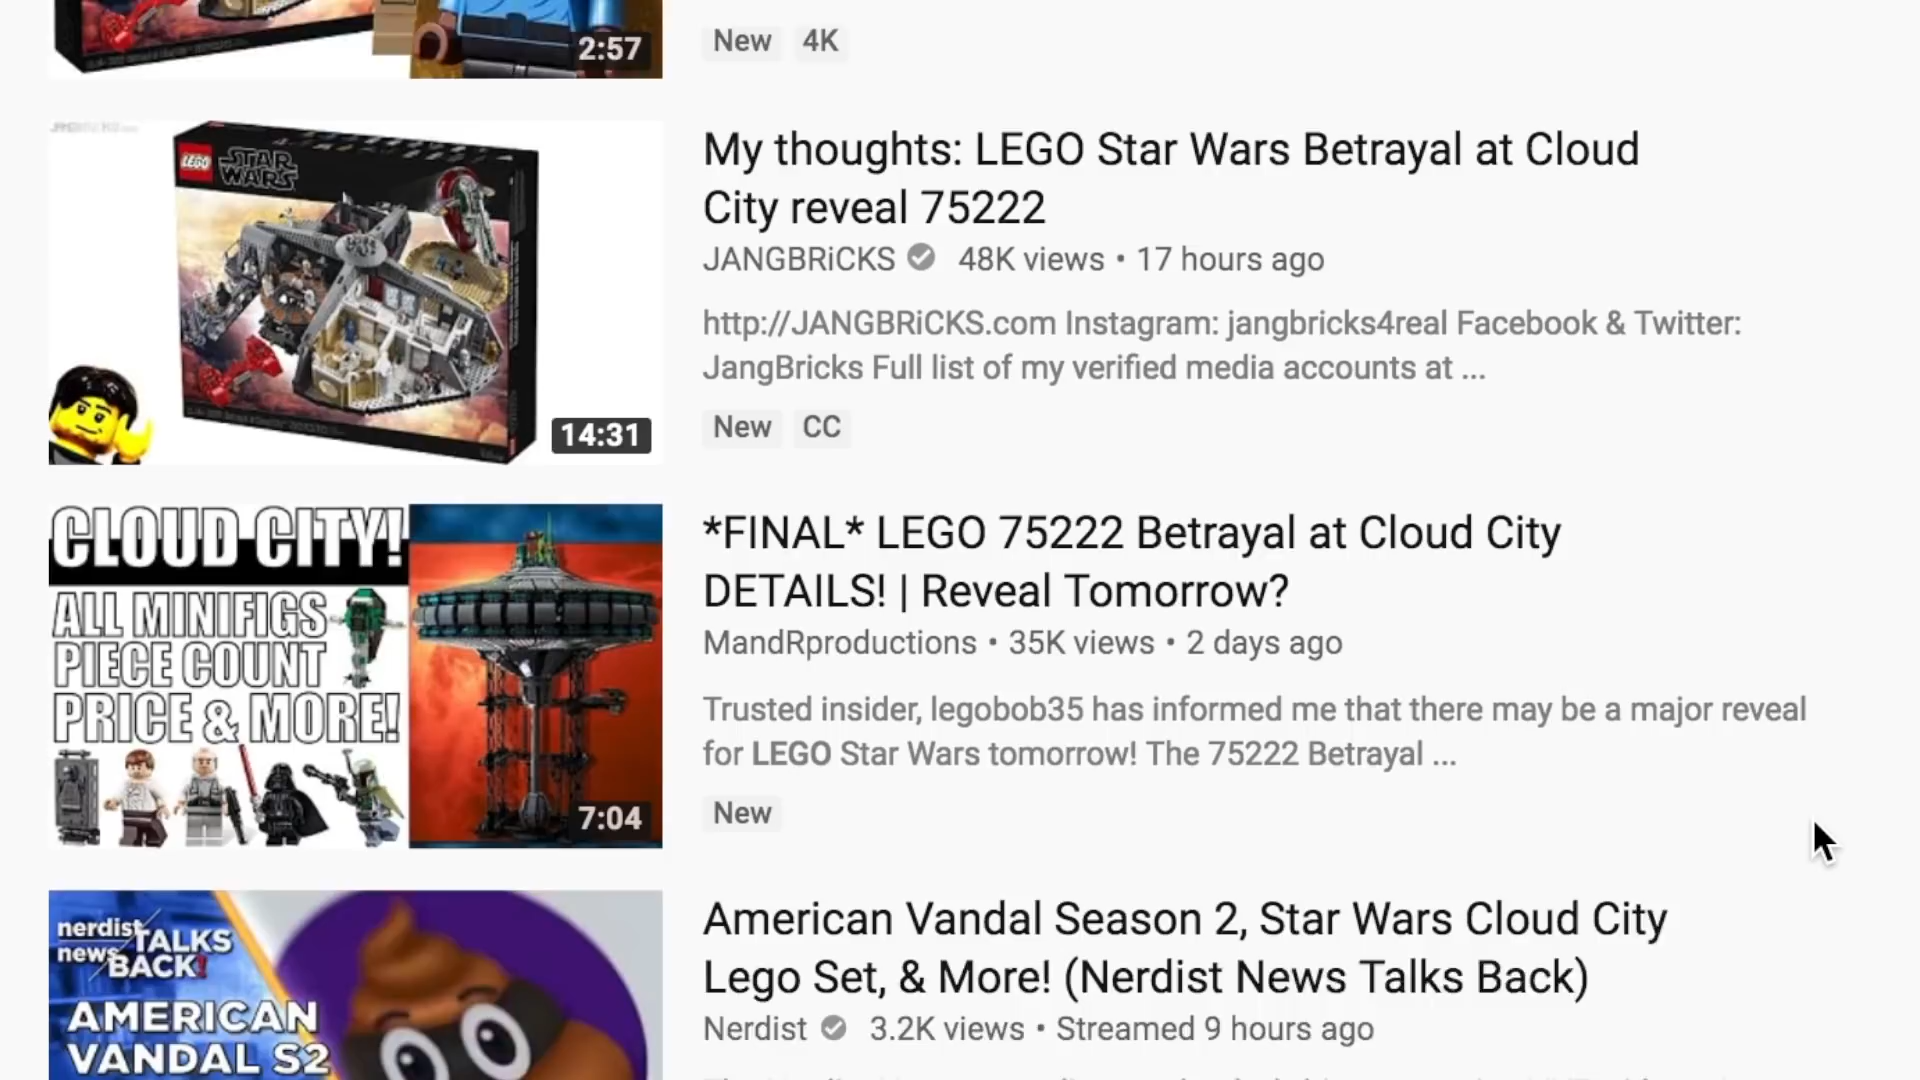 2:57
New 4K
LEGO STAR WARS
14:31
My thoughts: LEGO Star Wars Betrayal at Cloud
City reveal 75222
JANGBRiCKS 48K views • 17 hours ago
http://JANGBRiCKS.com Instagram: jangbricks4real Facebook & Twitter:
JangBricks Full list of my verified media accounts at ...
New CC
CLOUD CITY!
ALL MINIFIGS
PIECE COUNT
PRICE & MORE!
7:04
*FINAL* LEGO 75222 Betrayal at Cloud City
DETAILS! | Reveal Tomorrow?
MandRproductions • 35K views • 2 days ago
Trusted insider, legobob35 has informed me that there may be a major reveal
for LEGO Star Wars tomorrow! The 75222 Betrayal ...
New
nerdist
news TALKS
BACK!
AMERICAN
VANDAL S2
American Vandal Season 2, Star Wars Cloud City
Lego Set, & More! (Nerdist News Talks Back)
Nerdist 3.2K views • Streamed 9 hours ago